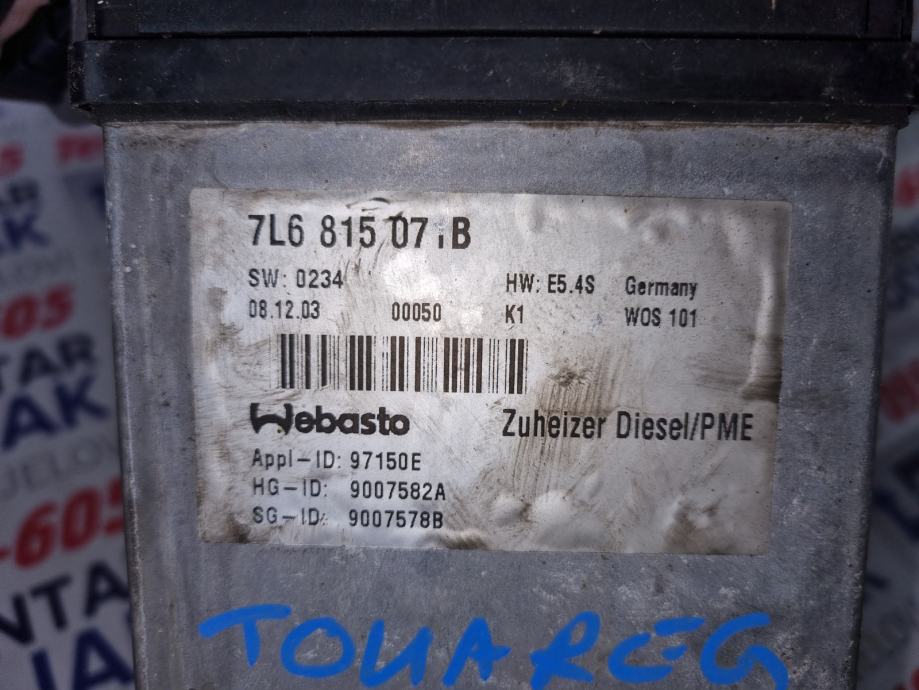 7L6 815 071B
SW: 0234 HW: E5.4S Germany
08.12.03 00050 K1 WOS 101
Webasto Zuheizer Diesel/PME
Appl-ID: 97150E
HG-ID: 9007582A
SG-ID: 9007578B
TOUAREG